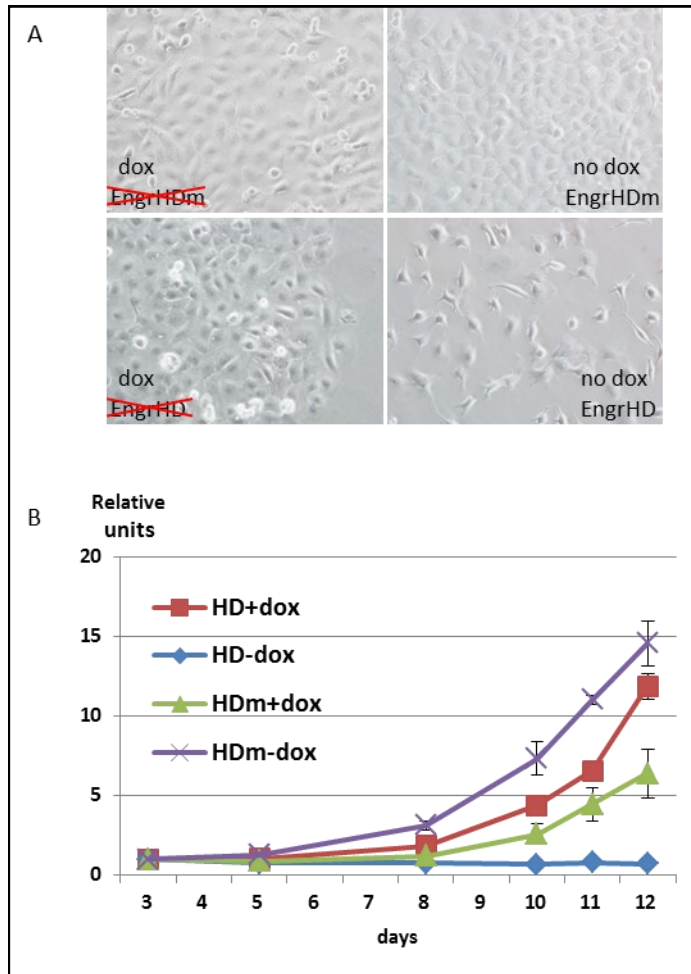 A
dox
EngrHDm
no dox
EngrHDm
dox
EngrHD
no dox
EngrHD
B
Relative
units
20
15
10
5
0
HD+dox
HD-dox
HDm+dox
HDm-dox
3 4 5 6 7 8 9 10 11 12
days